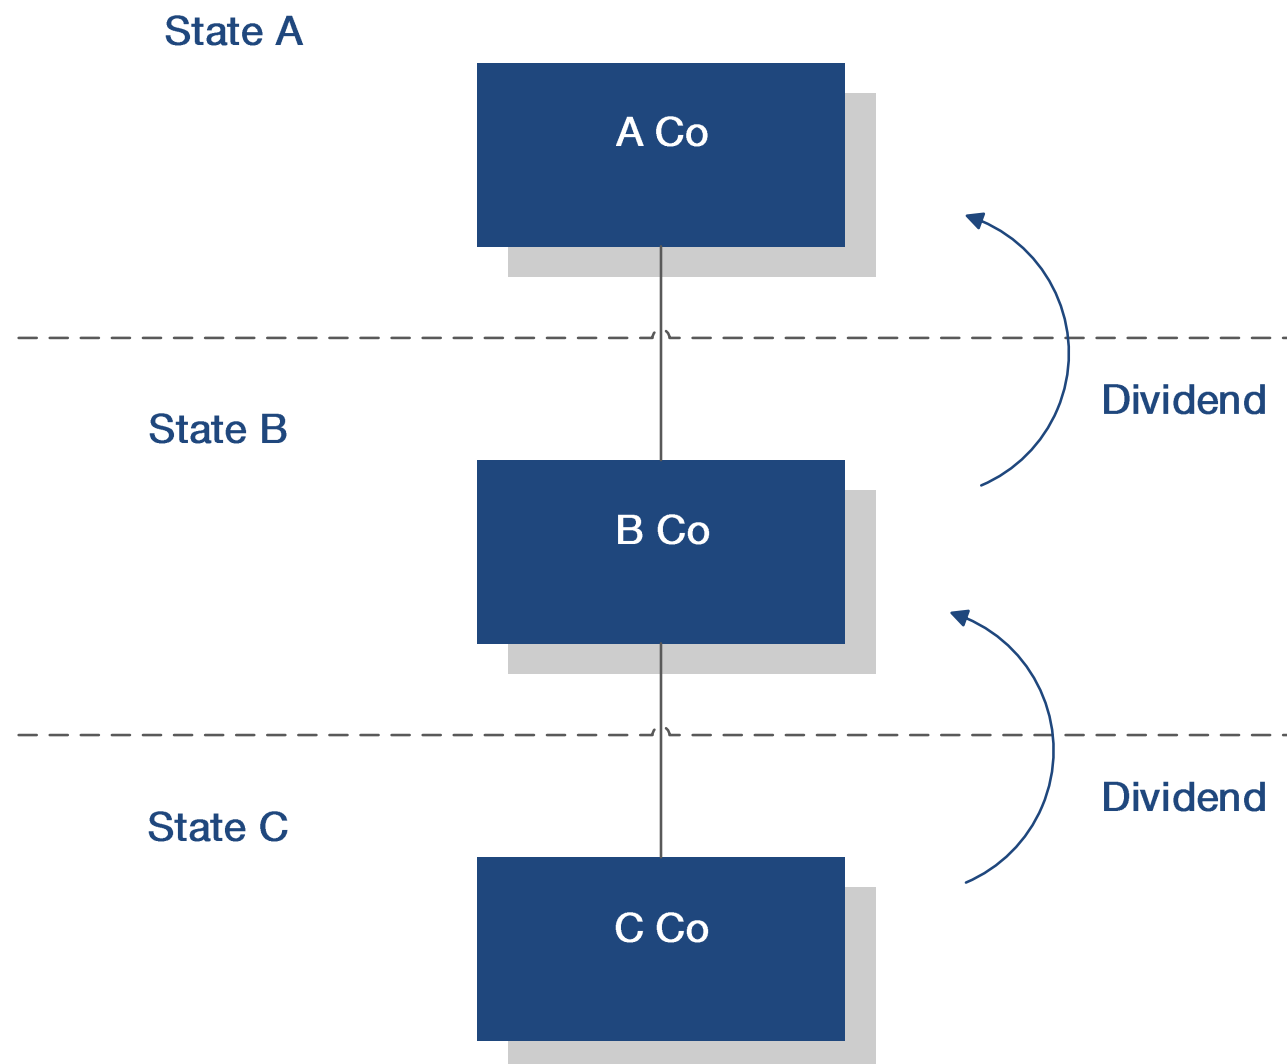 State A
A Co
Dividend
State B
B Co
Dividend
State C
C Co